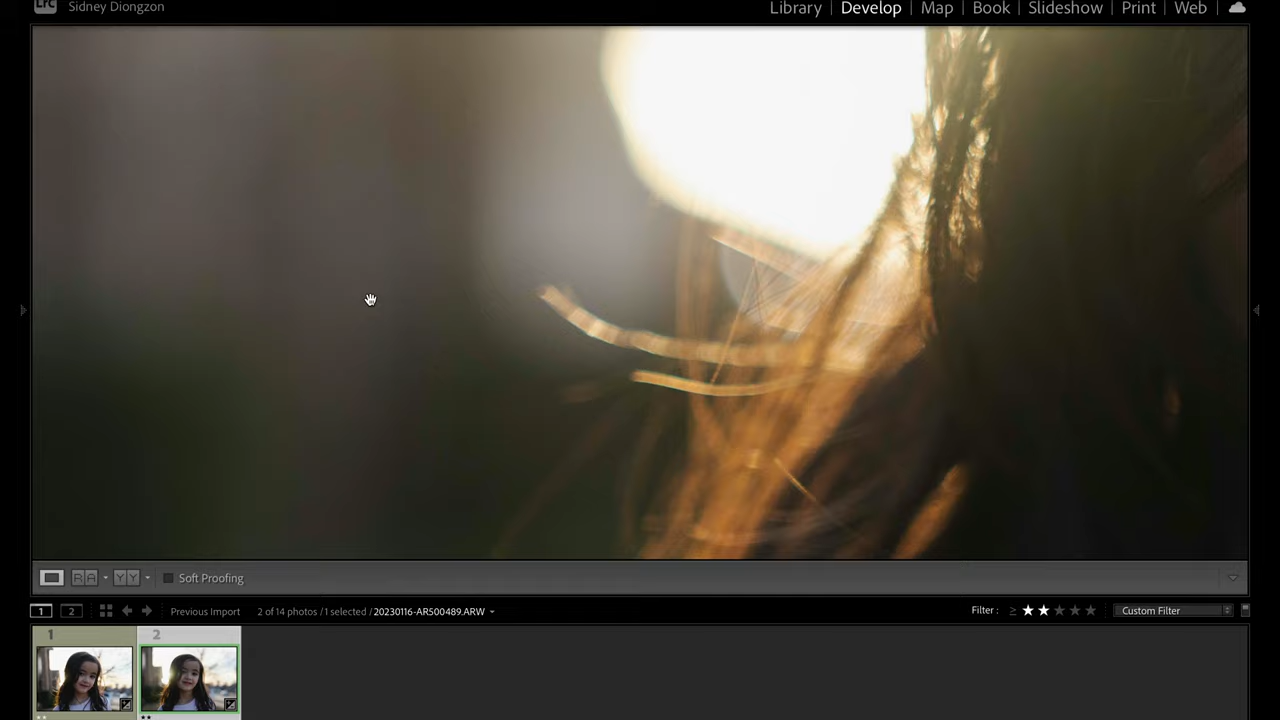 LrC Sidney Diongzon
Library | Develop | Map | Book | Slideshow | Print | Web |
R A Y Y Soft Proofing
1 2 Previous Import 2 of 14 photos / 1 selected / 20230116-AR500489.ARW Filter : ≥ ★★★★★ Custom Filter
1 2